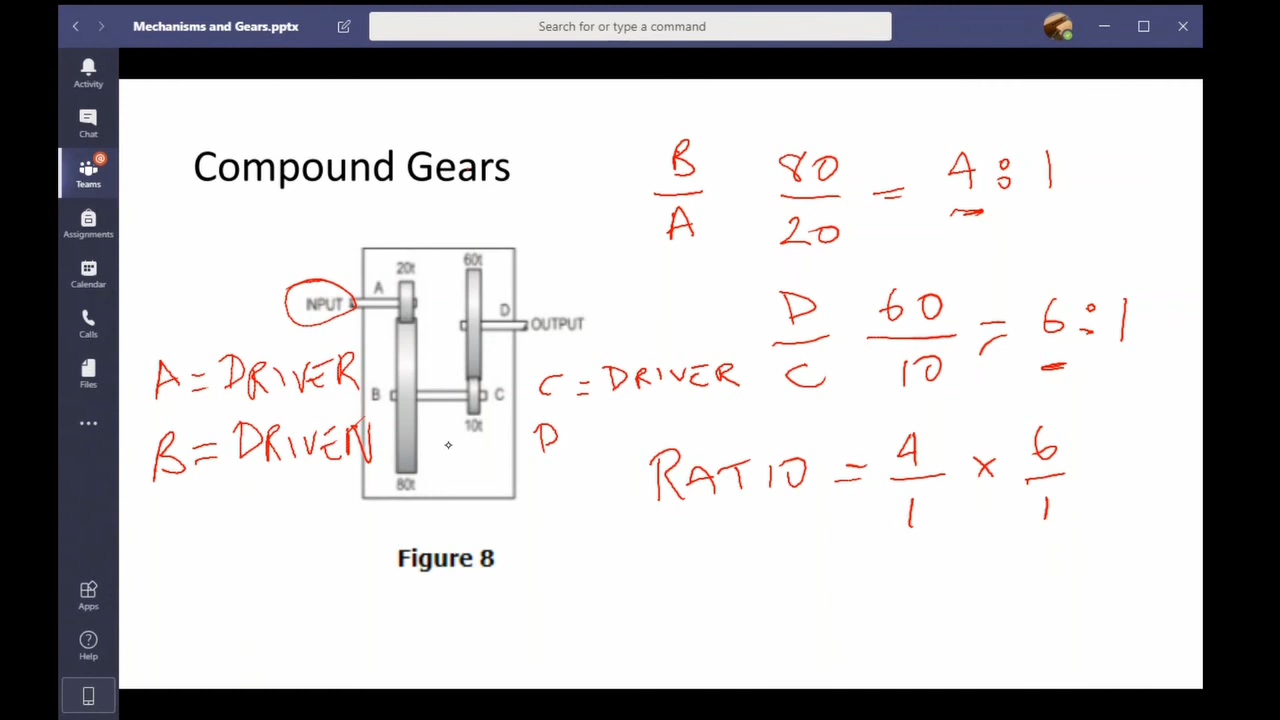 Mechanisms and Gears.pptx
Search for or type a command
Activity
Chat
Teams
Assignments
Calendar
Calls
Files
Apps
Help
Compound Gears
INPUT
A
20t
60t
D
OUTPUT
B
C
10t
80t
Figure 8
A = DRIVER
B = DRIVEN
C = DRIVER
D
B/A 80/20 = 4:1
D/C 60/10 = 6:1
RATIO = 4/1 × 6/1